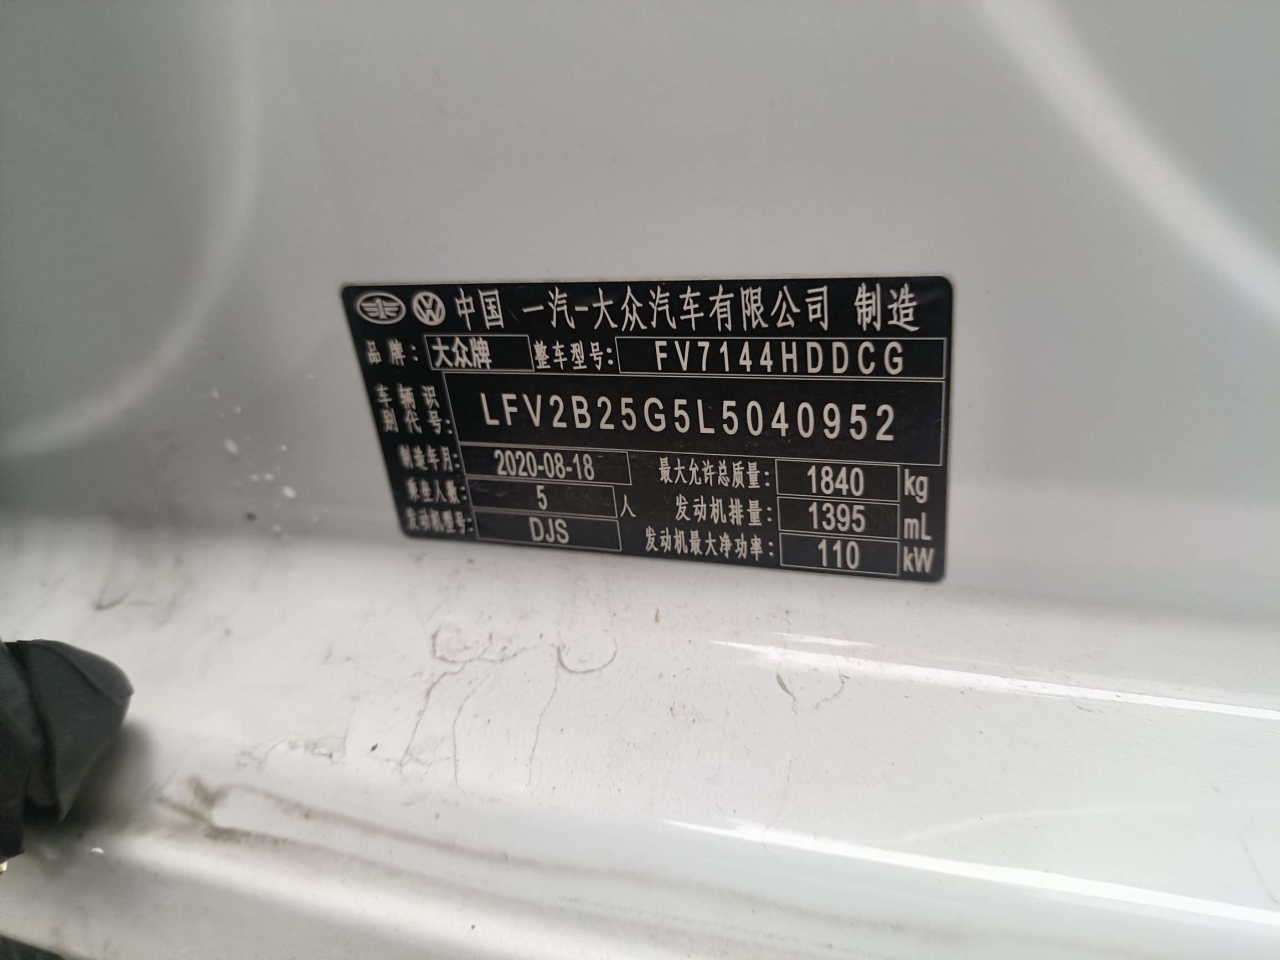 中国 一汽-大众汽车有限公司 制造
品牌: 大众牌 整车型号: FV7144HDDCG
车辆识别代号: LFV2B25G5L5040952
制造年月: 2020-08-18 最大允许总质量: 1840 kg
乘坐人数: 5 人 发动机排量: 1395 mL
发动机型号: DJS 发动机最大净功率: 110 kW